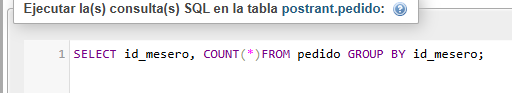 Ejecutar la(s) consulta(s) SQL en la tabla postrant.pedido:
1 SELECT id_mesero, COUNT(*)FROM pedido GROUP BY id_mesero;